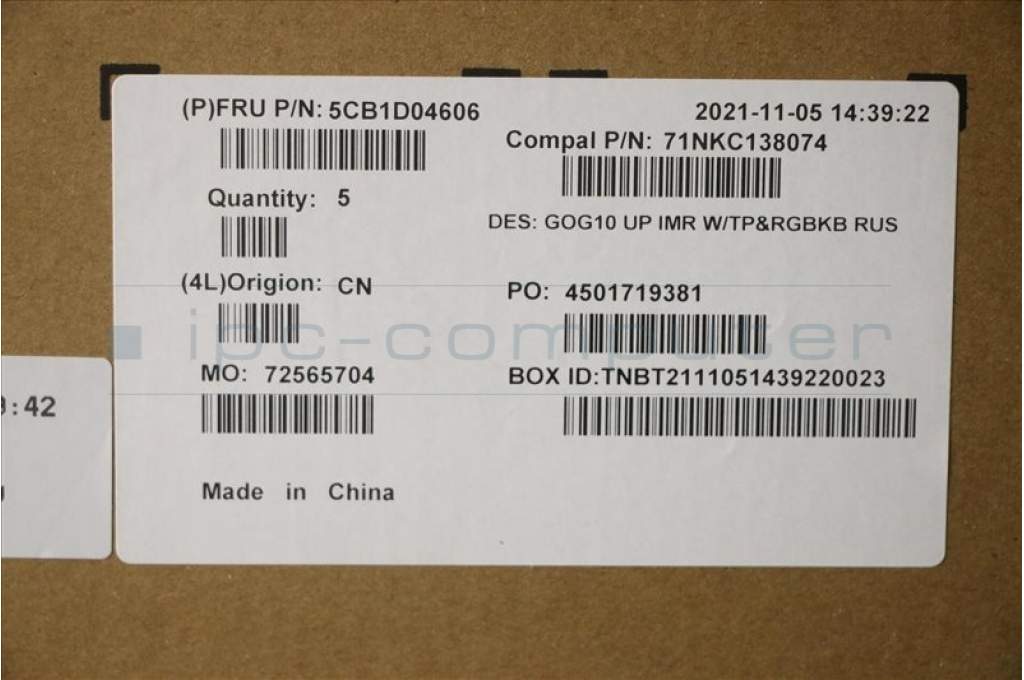 (P)FRU P/N: 5CB1D04606
2021-11-05 14:39:22
Compal P/N: 71NKC138074
Quantity: 5
DES: GOG10 UP IMR W/TP&RGBKB RUS
(4L)Origion: CN
PO: 4501719381
ipc-computer
MO: 72565704
BOX ID:TNBT2111051439220023
:42
Made in China